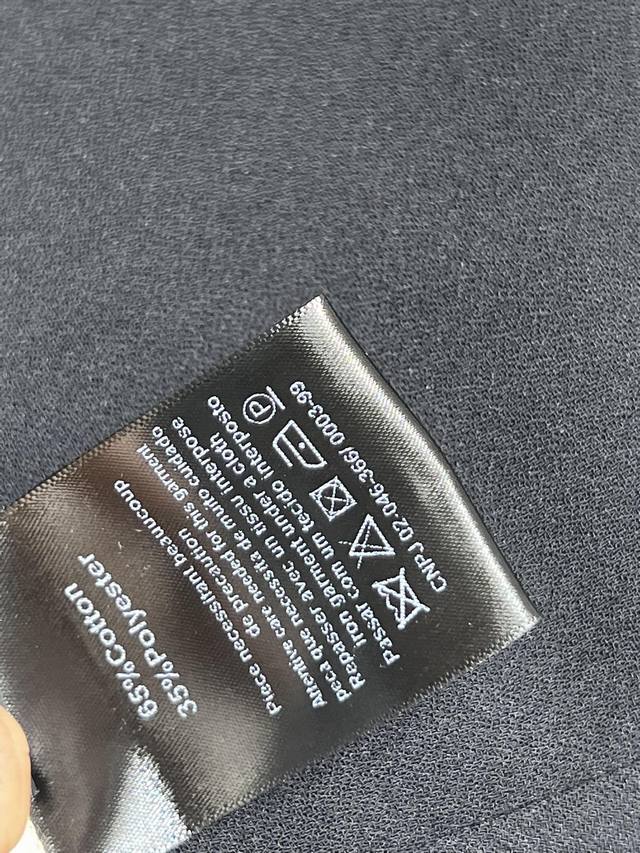 65%Cotton
35%Polyester
Pièce necessitant beaucoup
de precaution
Attentive care needed for this garment
peça que necessita de muito cuidado
Repasser avec un tissu interpose
Iron garment under a cloth
Passar com um tecido interposto
P
CNPJ 02-046-366/ 0003-99